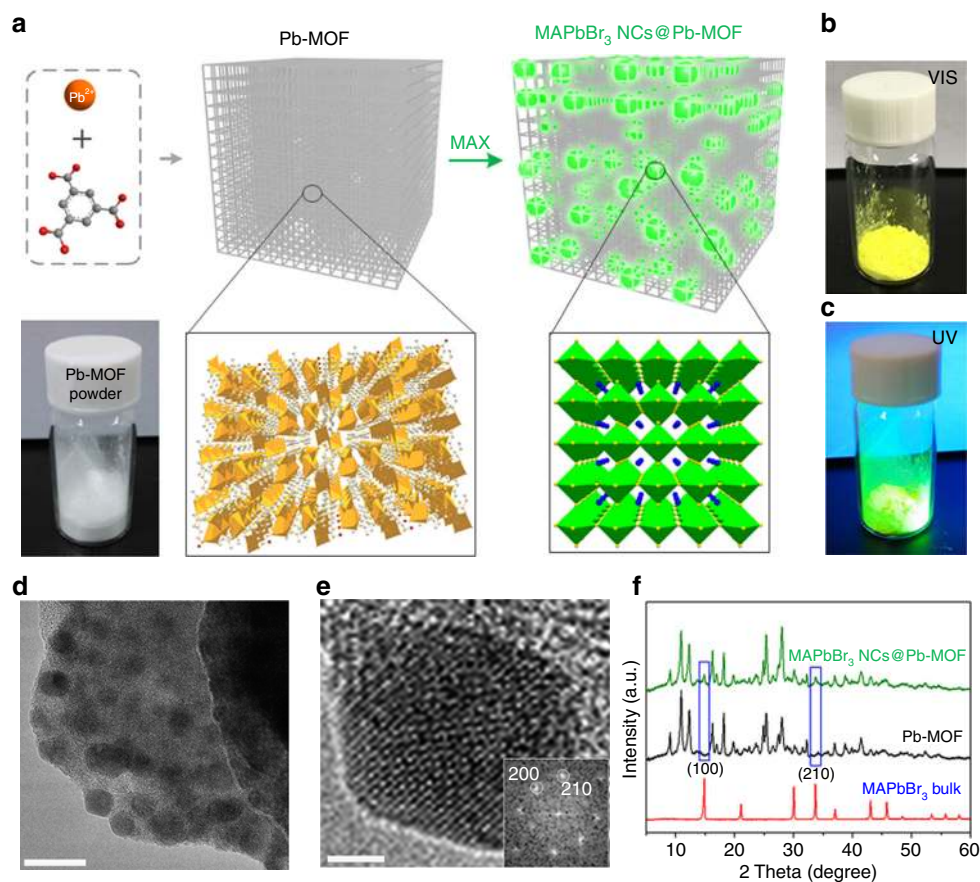 a
Pb-MOF
MAPbBr₃ NCs@Pb-MOF
b
VIS
Pb²⁺
+
MAX
c
UV
Pb-MOF
powder
d
e
200
210
f
Intensity (a.u.)
MAPbBr₃ NCs@Pb-MOF
Pb-MOF
(100)
(210)
MAPbBr₃ bulk
10 20 30 40 50 60
2 Theta (degree)